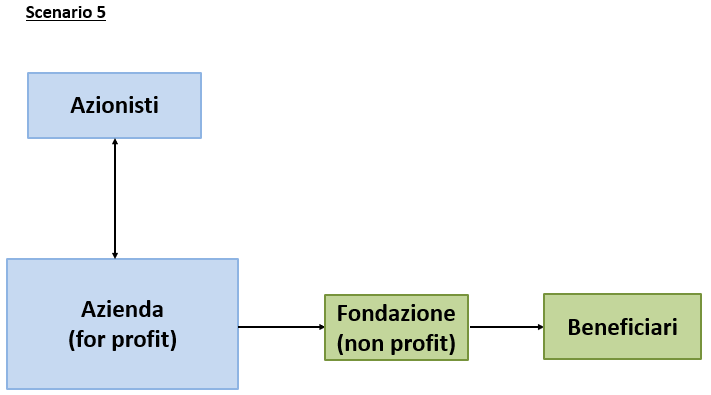 Scenario 5
Azionisti
Azienda
(for profit)
Fondazione
(non profit)
Beneficiari